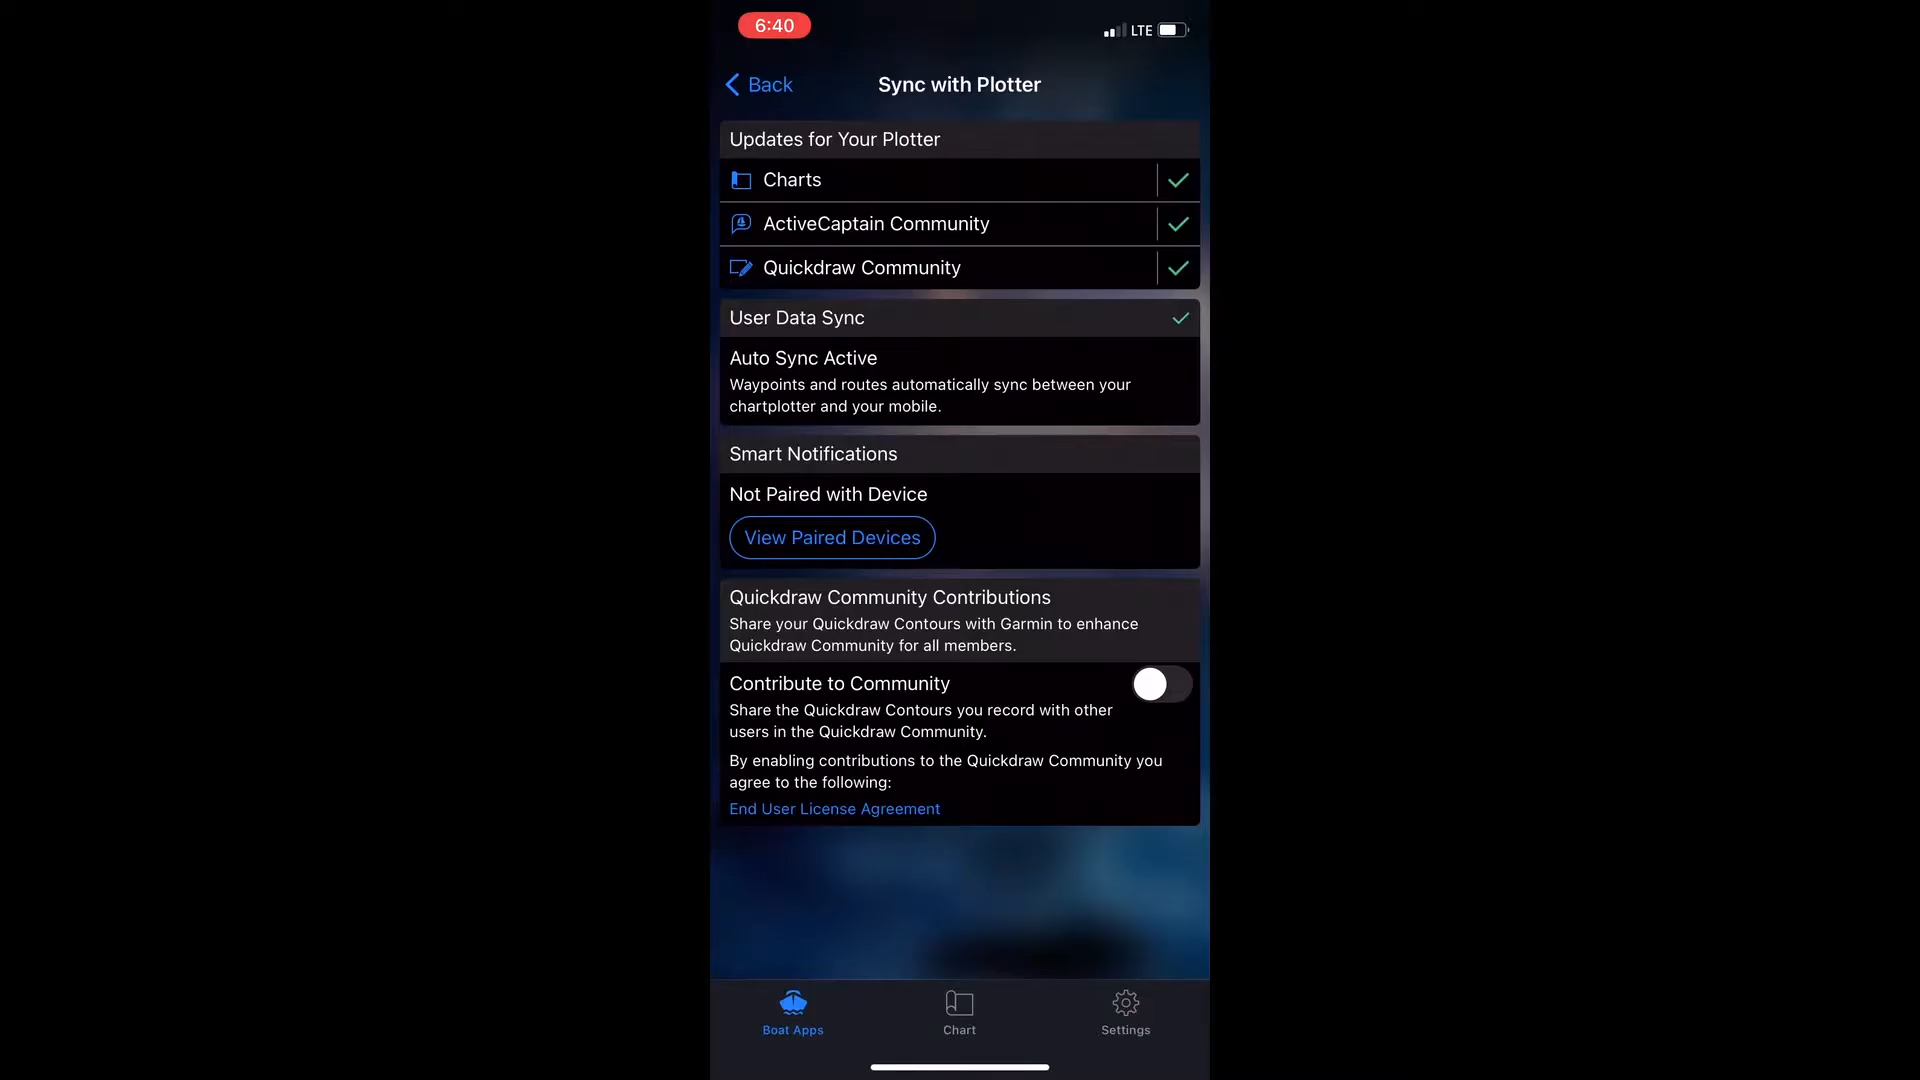 6:40
LTE
Back
Sync with Plotter
Updates for Your Plotter
Charts
ActiveCaptain Community
Quickdraw Community
User Data Sync
Auto Sync Active
Waypoints and routes automatically sync between your
chartplotter and your mobile.
Smart Notifications
Not Paired with Device
View Paired Devices
Quickdraw Community Contributions
Share your Quickdraw Contours with Garmin to enhance
Quickdraw Community for all members.
Contribute to Community
Share the Quickdraw Contours you record with other
users in the Quickdraw Community.
By enabling contributions to the Quickdraw Community you
agree to the following:
End User License Agreement
Boat Apps
Chart
Settings